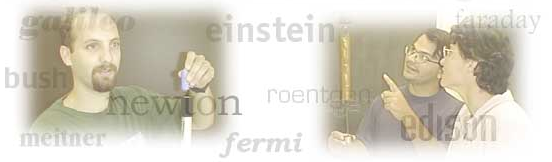 galileo
einstein
faraday
bush
newton
roentgen
edison
meitner
fermi